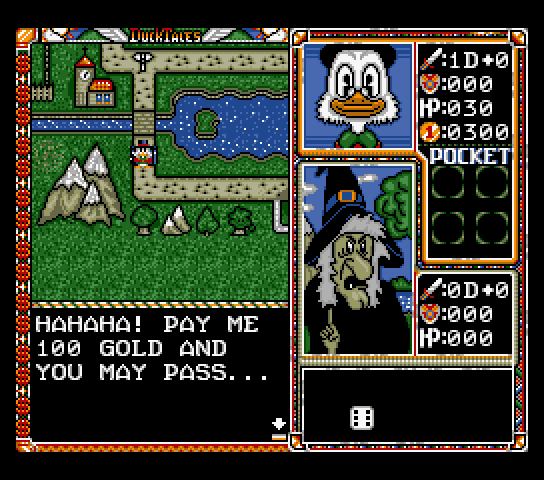 DuckTales
:1D+0
:000
HP:030
1:0300
POCKET
:0D+0
:000
HP:000
HAHAHA! PAY ME
100 GOLD AND
YOU MAY PASS...